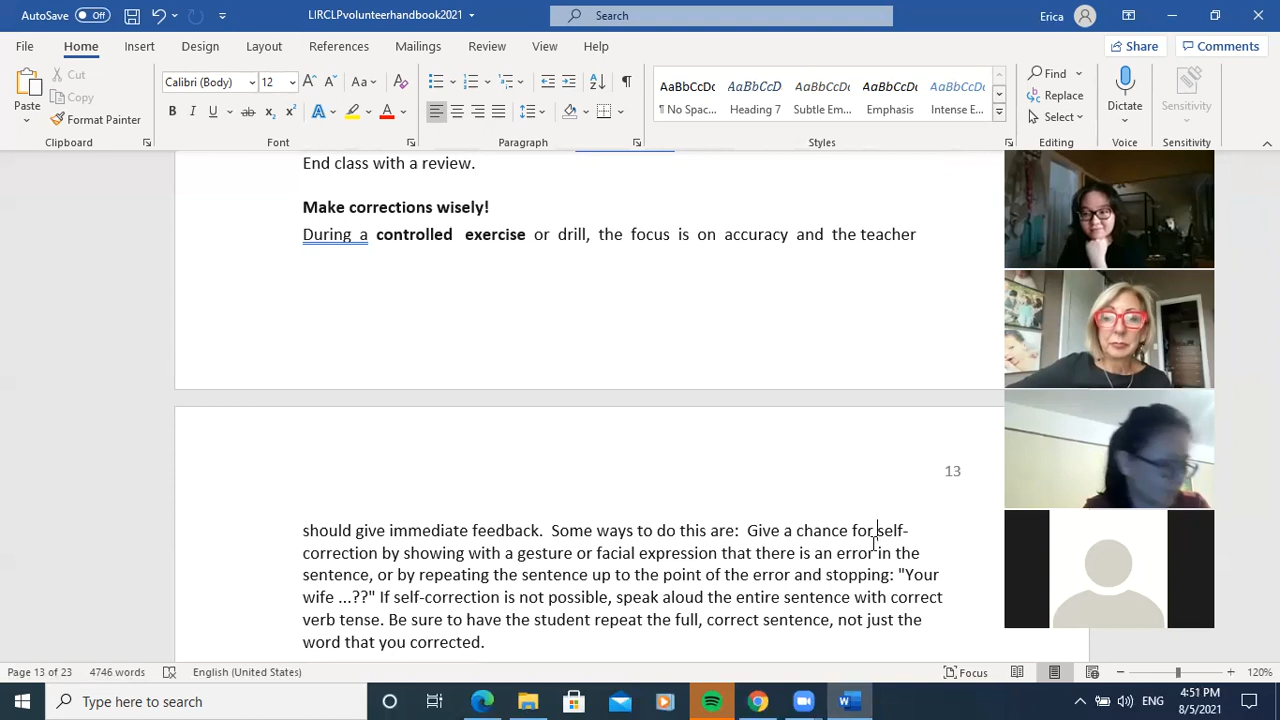 AutoSave Off LIRCLPvolunteerhandbook2021 Search Erica
File Home Insert Design Layout References Mailings Review View Help Share Comments
Paste Cut Copy Format Painter Clipboard
Calibri (Body) 12 Font
Paragraph
AaBbCcDc ¶ No Spac... AaBbCcD Heading 7 AaBbCcDc Subtle Em... AaBbCcDc Emphasis AaBbCcDc Intense E... Styles
Find Replace Select Editing
Dictate Voice
Sensitivity Sensitivity
End class with a review.
Make corrections wisely!
During a controlled exercise or drill, the focus is on accuracy and the teacher
13
should give immediate feedback. Some ways to do this are: Give a chance for self-
correction by showing with a gesture or facial expression that there is an error in the
sentence, or by repeating the sentence up to the point of the error and stopping: "Your
wife ...??" If self-correction is not possible, speak aloud the entire sentence with correct
verb tense. Be sure to have the student repeat the full, correct sentence, not just the
word that you corrected.
Page 13 of 23 4746 words English (United States) Focus 120%
Type here to search ENG 4:51 PM
8/5/2021